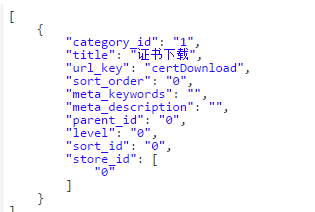 [
{
"category_id": "1",
"title": "证书下载",
"url_key": "certDownload",
"sort_order": "0",
"meta_keywords": "",
"meta_description": "",
"parent_id": "0",
"level": "0",
"sort_id": "0",
"store_id": [
"0"
]
}
]